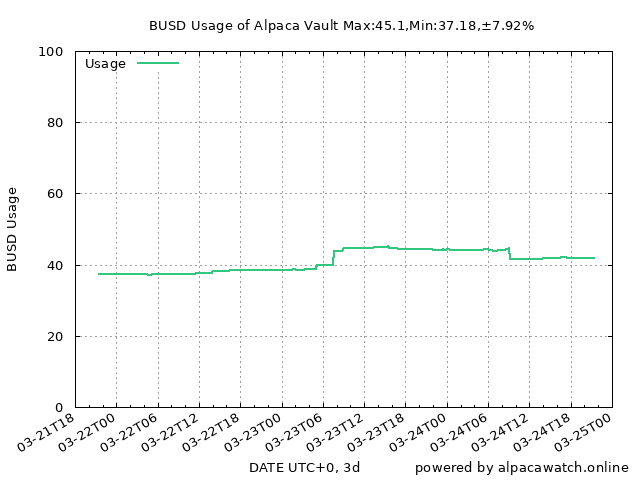 BUSD Usage of Alpaca Vault Max:45.1,Min:37.18,±7.92%
Usage
BUSD Usage
100
80
60
40
20
0
03-21T18
03-22T00
03-22T06
03-22T12
03-22T18
03-23T00
03-23T06
03-23T12
03-23T18
03-24T00
03-24T06
03-24T12
03-24T18
03-25T00
DATE UTC+0, 3d
powered by alpacawatch.online